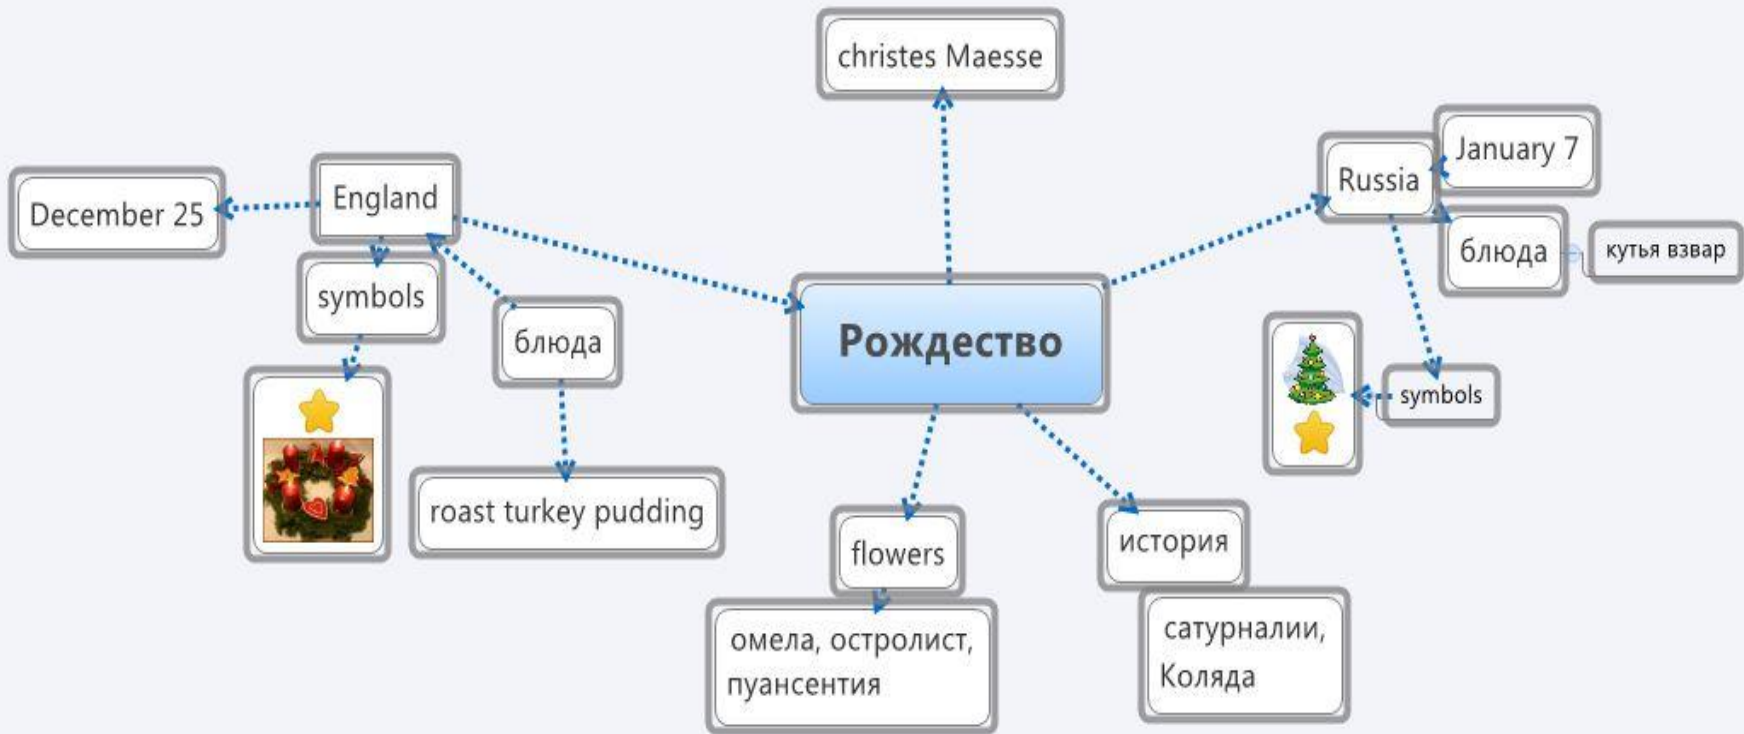 christes Maesse
January 7
Russia
England
December 25
блюда
кутья взвар
symbols
блюда
Рождество
symbols
roast turkey pudding
flowers
история
омела, остролист,
пуансентия
сатурналии,
Коляда